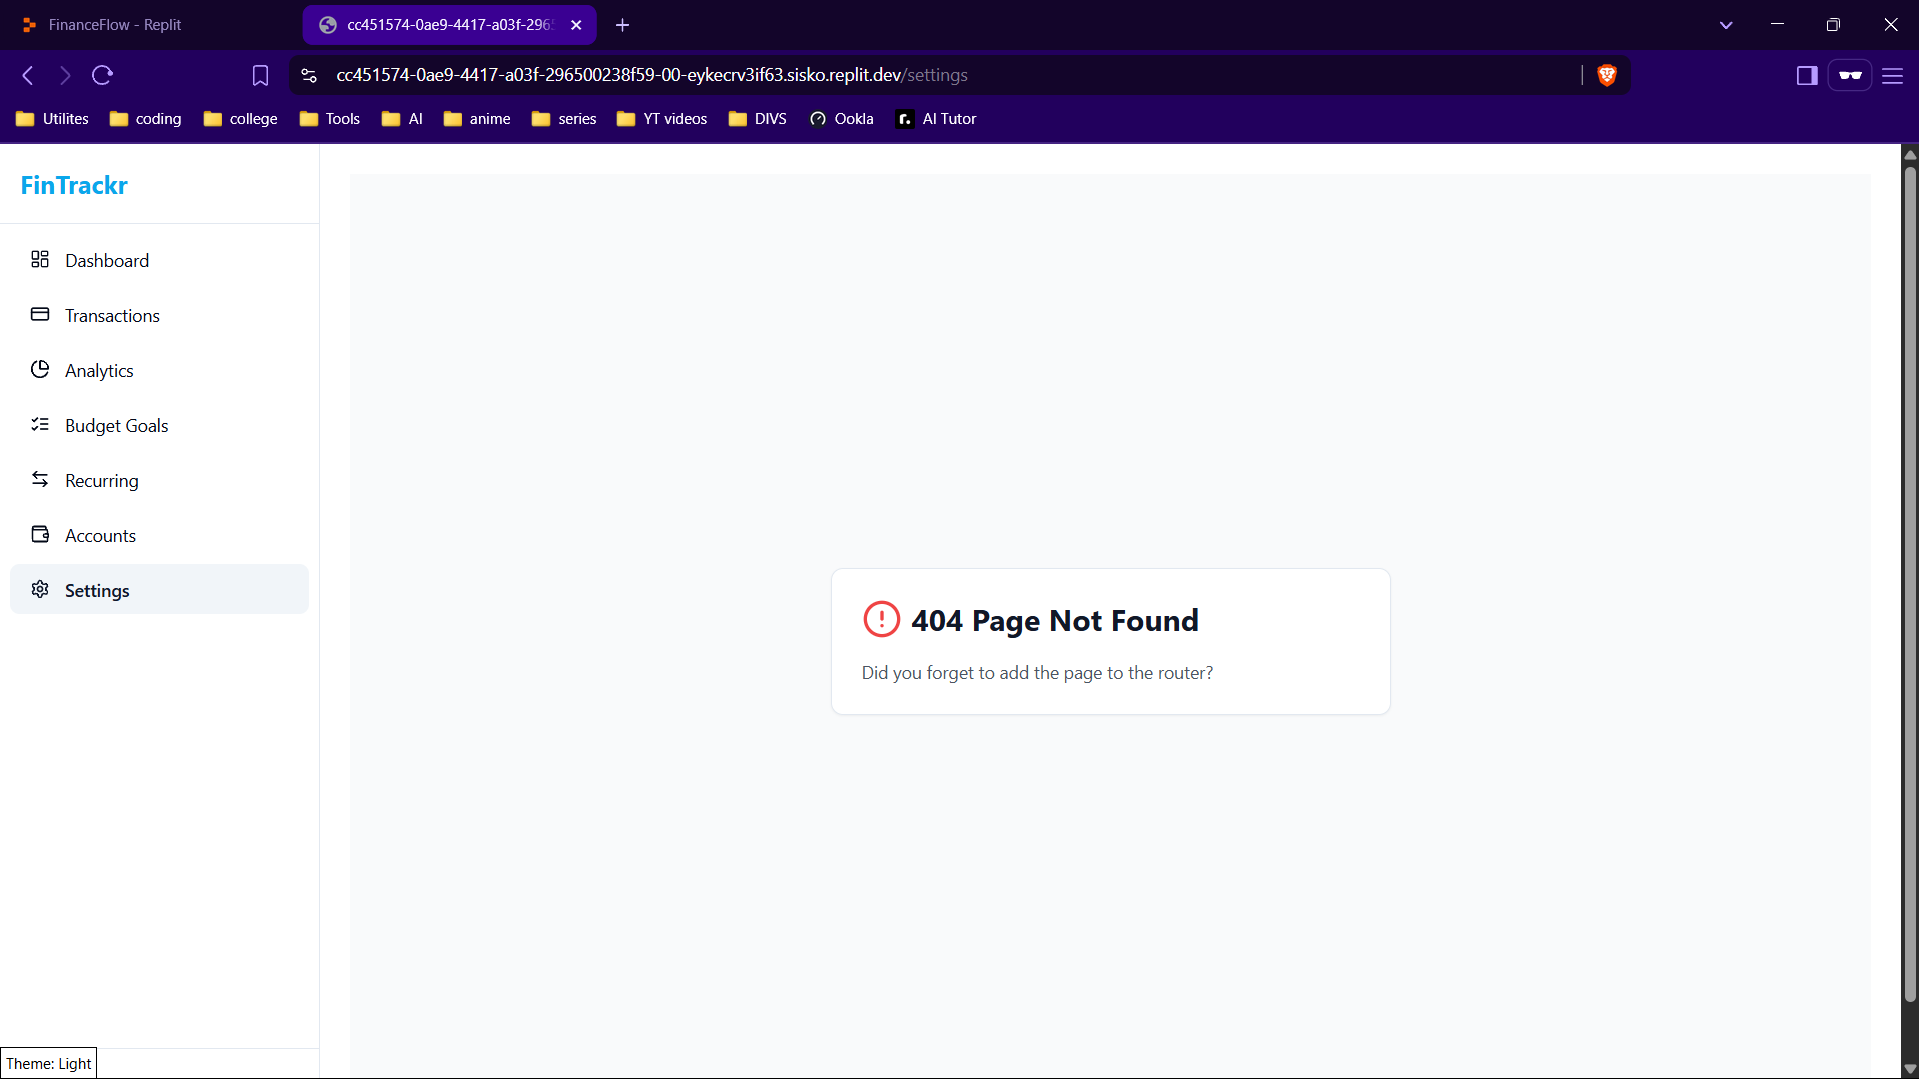 FinanceFlow - Replit
cc451574-0ae9-4417-a03f-296
cc451574-0ae9-4417-a03f-296500238f59-00-eykecrv3if63.sisko.replit.dev/settings
Utilites coding college Tools AI anime series YT videos DIVS Ookla AI Tutor
FinTrackr
Dashboard
Transactions
Analytics
Budget Goals
Recurring
Accounts
Settings
404 Page Not Found
Did you forget to add the page to the router?
Theme: Light